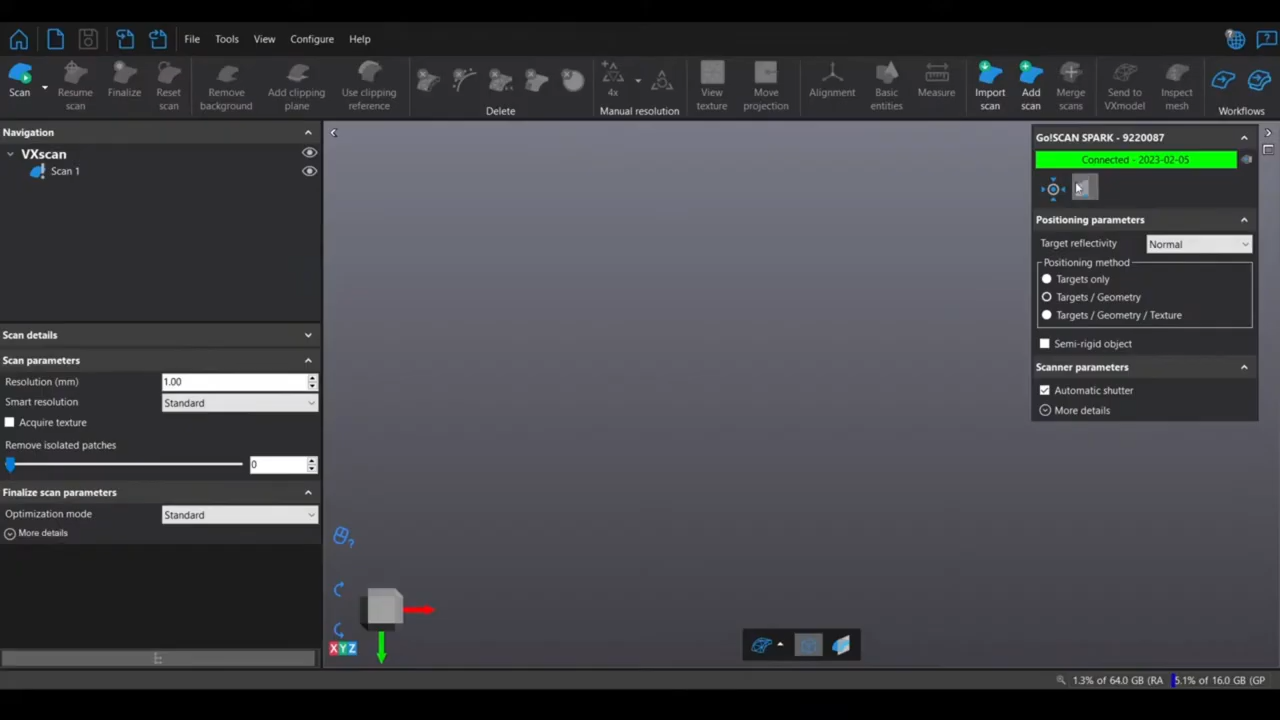 File Tools View Configure Help
Scan
Resume scan
Finalize
Reset scan
Remove background
Add clipping plane
Use clipping reference
Delete
4x
Manual resolution
View texture
Move projection
Alignment
Basic entities
Measure
Import scan
Add scan
Merge scans
Send to VXmodel
Inspect mesh
Workflows
Navigation
VXscan
Scan 1
Scan details
Scan parameters
Resolution (mm) 1.00
Smart resolution Standard
Acquire texture
Remove isolated patches
0
Finalize scan parameters
Optimization mode Standard
More details
Go!SCAN SPARK - 9220087
Connected - 2023-02-05
Positioning parameters
Target reflectivity Normal
Positioning method
Targets only
Targets / Geometry
Targets / Geometry / Texture
Semi-rigid object
Scanner parameters
Automatic shutter
More details
XYZ
1.3% of 64.0 GB (RA 5.1% of 16.0 GB (GP